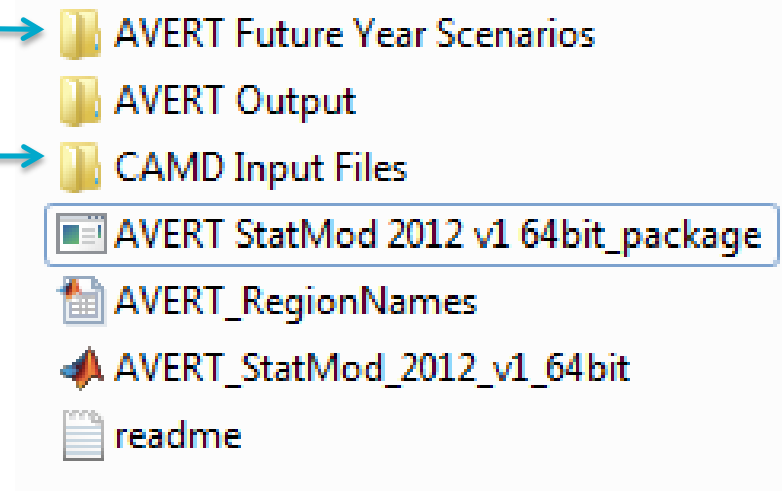 AVERT Future Year Scenarios
AVERT Output
CAMD Input Files
AVERT StatMod 2012 v1 64bit_package
AVERT_RegionNames
AVERT_StatMod_2012_v1_64bit
readme